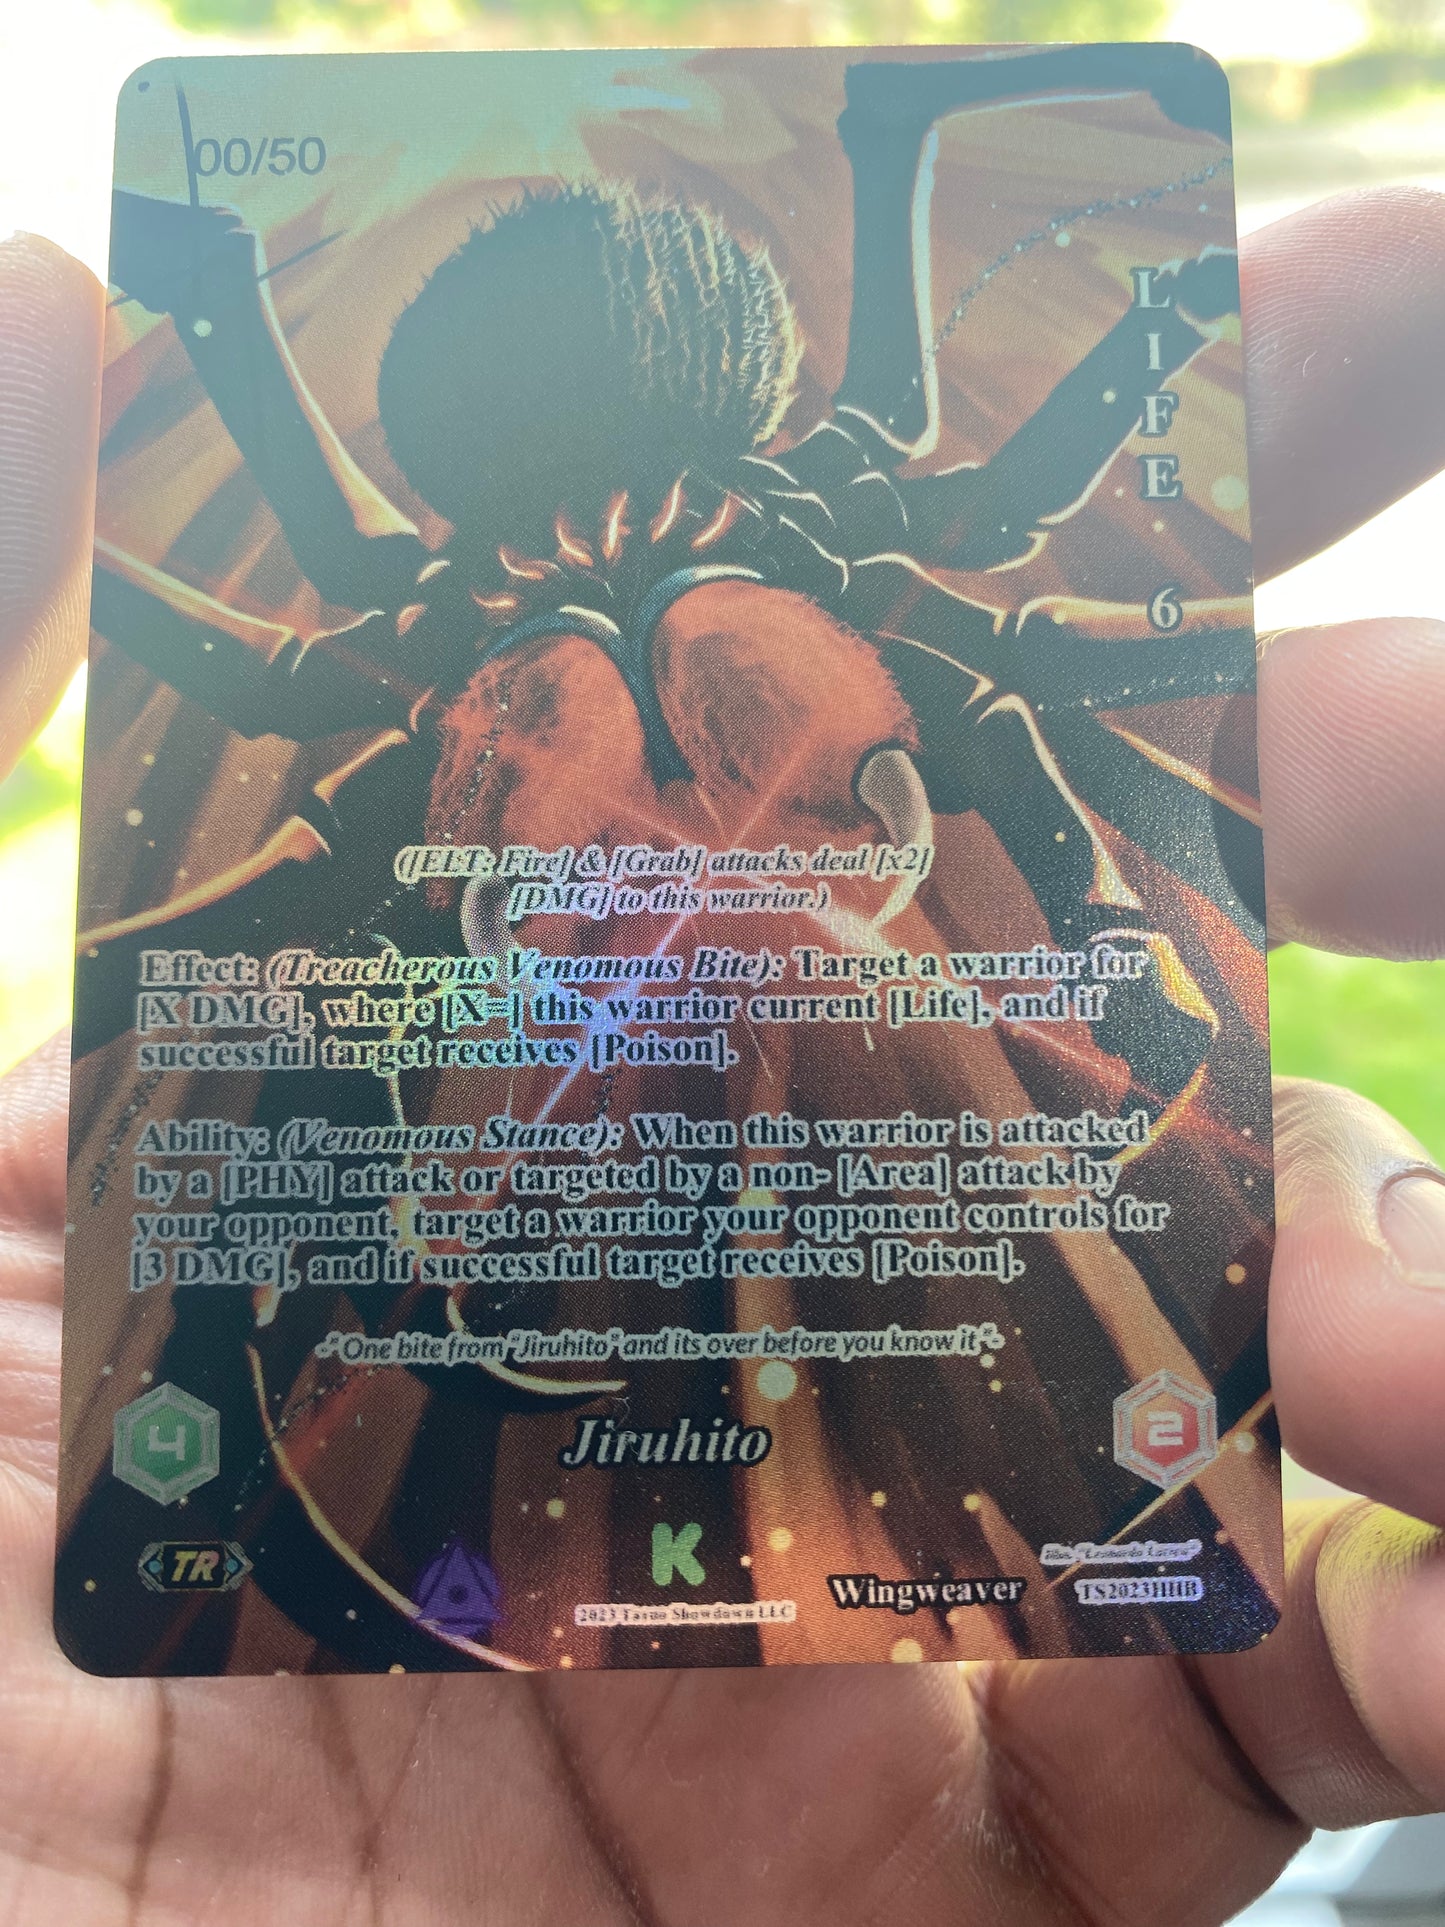 00/50
LIFE 6
([ELT: Fire] & [Grab] attacks deal [x2]
[DMG] to this warrior.)
Effect: (Treacherous Venomous Bite): Target a warrior for
[X DMG], where [X=] this warrior current [Life], and if
successful target receives [Poison].
Ability: (Venomous Stance): When this warrior is attacked
by a [PHY] attack or targeted by a non- [Area] attack by
your opponent, target a warrior your opponent controls for
[3 DMG], and if successful target receives [Poison].
-"One bite from "Jiruhito" and its over before you know it"-
4
Jiruhito
2
TR
K
Wingweaver
2023 Showdown LLC
TS2023HHR